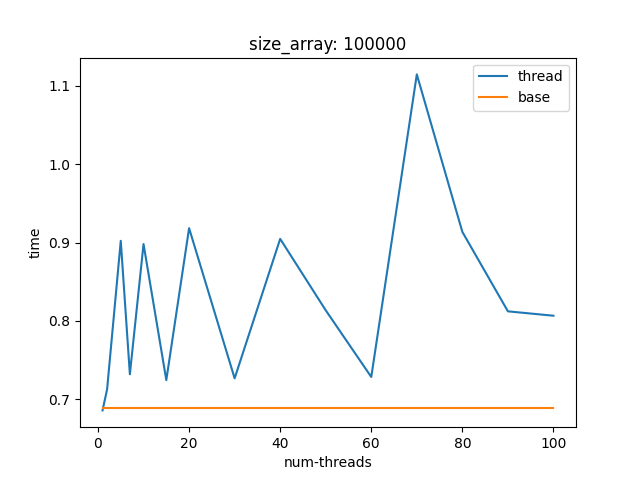 size_array: 100000
thread
base
1.1
1.0
0.9
0.8
0.7
time
0 20 40 60 80 100
num-threads